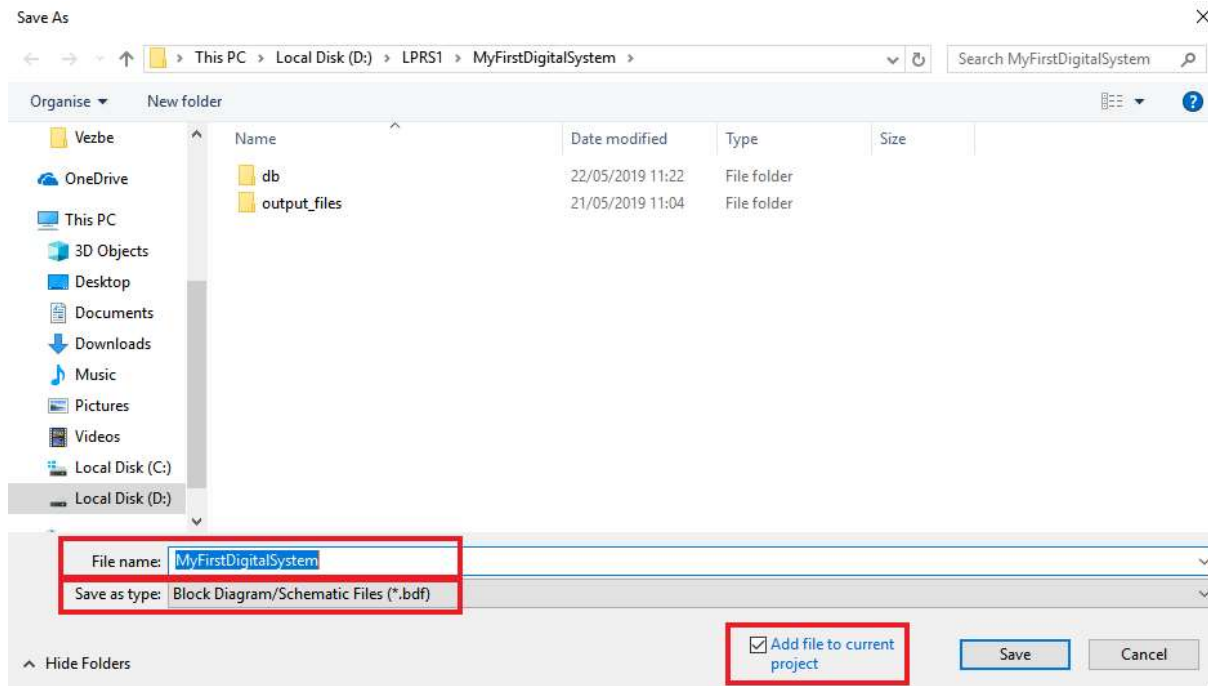 Save As
This PC > Local Disk (D:) > LPRS1 > MyFirstDigitalSystem >
Search MyFirstDigitalSystem
Organise
New folder
?
Vezbe
OneDrive
This PC
3D Objects
Desktop
Documents
Downloads
Music
Pictures
Videos
Local Disk (C:)
Local Disk (D:)
Name Date modified Type Size
db 22/05/2019 11:22 File folder
output_files 21/05/2019 11:04 File folder
File name: MyFirstDigitalSystem
Save as type: Block Diagram/Schematic Files (*.bdf)
Add file to current
project
Hide Folders
Save
Cancel